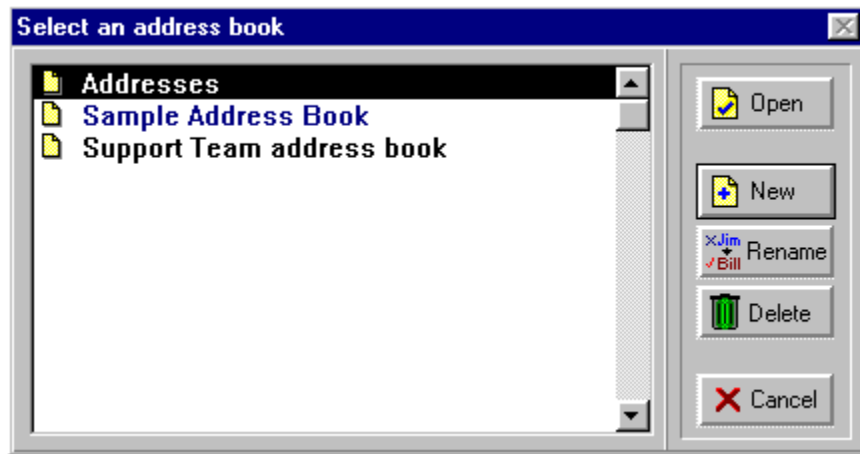 Select an address book
Addresses
Sample Address Book
Support Team address book
Open
New
Jim
Bill
Rename
Delete
Cancel